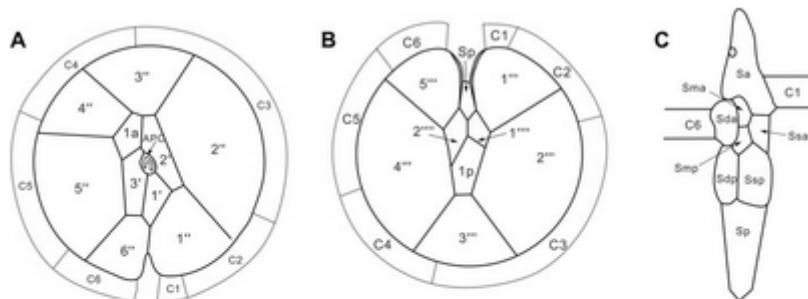 A
C4
3''
C3
4''
1a
APC
2'
2''
C5
5''
3'
1'
6''
1''
C2
C6
C1
B
C6
Sp
C1
5'''
1'''
C2
C5
2''''
1''''
4'''
1p
2'''
C4
3'''
C3
C
Sa
Sma
C1
Sda
C6
Ssa
Smp
Sdp
Ssp
Sp